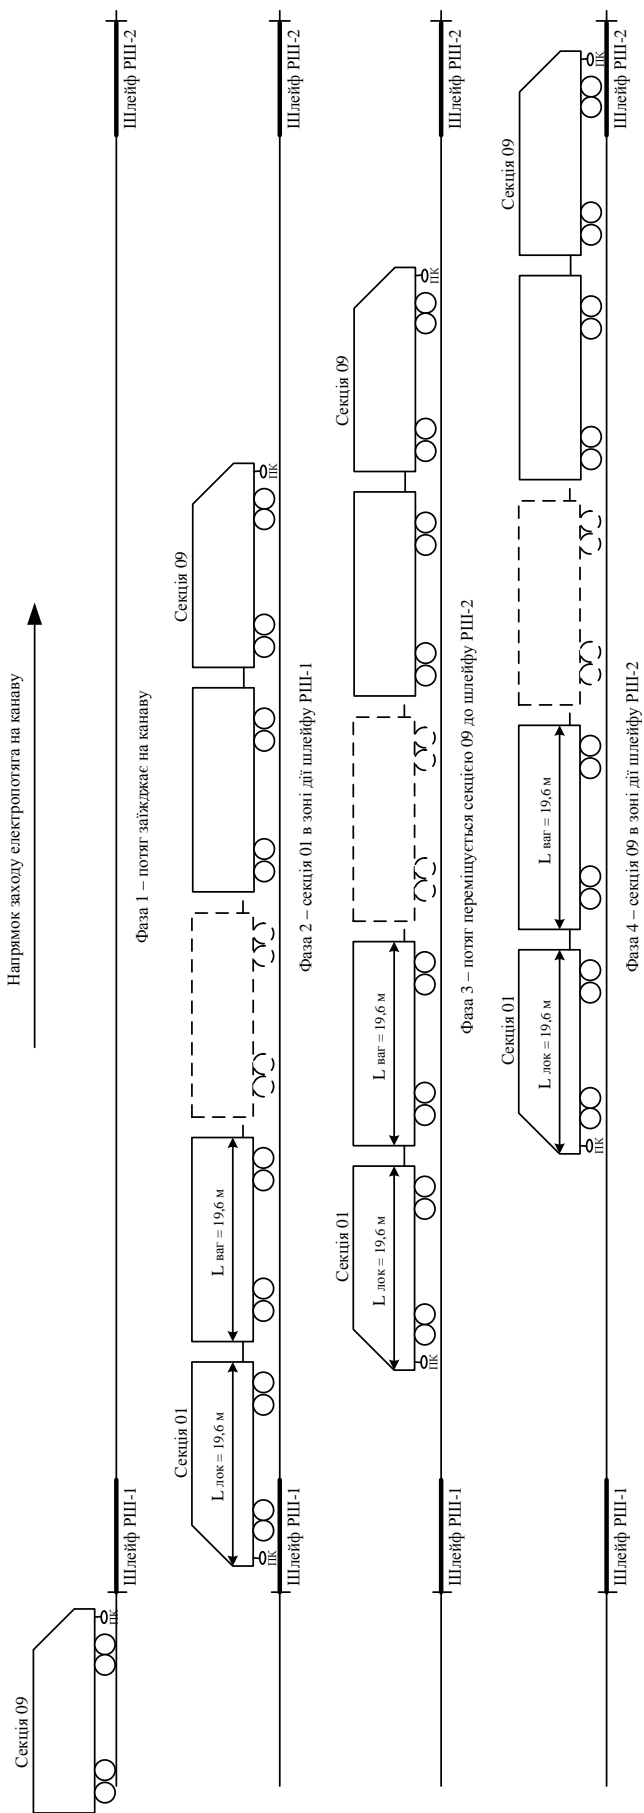 Напрямок заходу електропотяга на канаву
Секція 09
ПК
Шлейф РШ-1
Шлейф РШ-2
Фаза 1 – потяг заїжджає на канаву
Секція 01
Секція 09
L лок = 19,6 м
L ваг = 19,6 м
ПК
ПК
Шлейф РШ-1
Шлейф РШ-2
Фаза 2 – секція 01 в зоні дії шлейфу РШ-1
Секція 01
Секція 09
L лок = 19,6 м
L ваг = 19,6 м
ПК
ПК
Шлейф РШ-1
Шлейф РШ-2
Фаза 3 – потяг переміщується секцією 09 до шлейфу РШ-2
Секція 01
Секція 09
L лок = 19,6 м
L ваг = 19,6 м
ПК
ПК
Шлейф РШ-1
Шлейф РШ-2
Фаза 4 – секція 09 в зоні дії шлейфу РШ-2